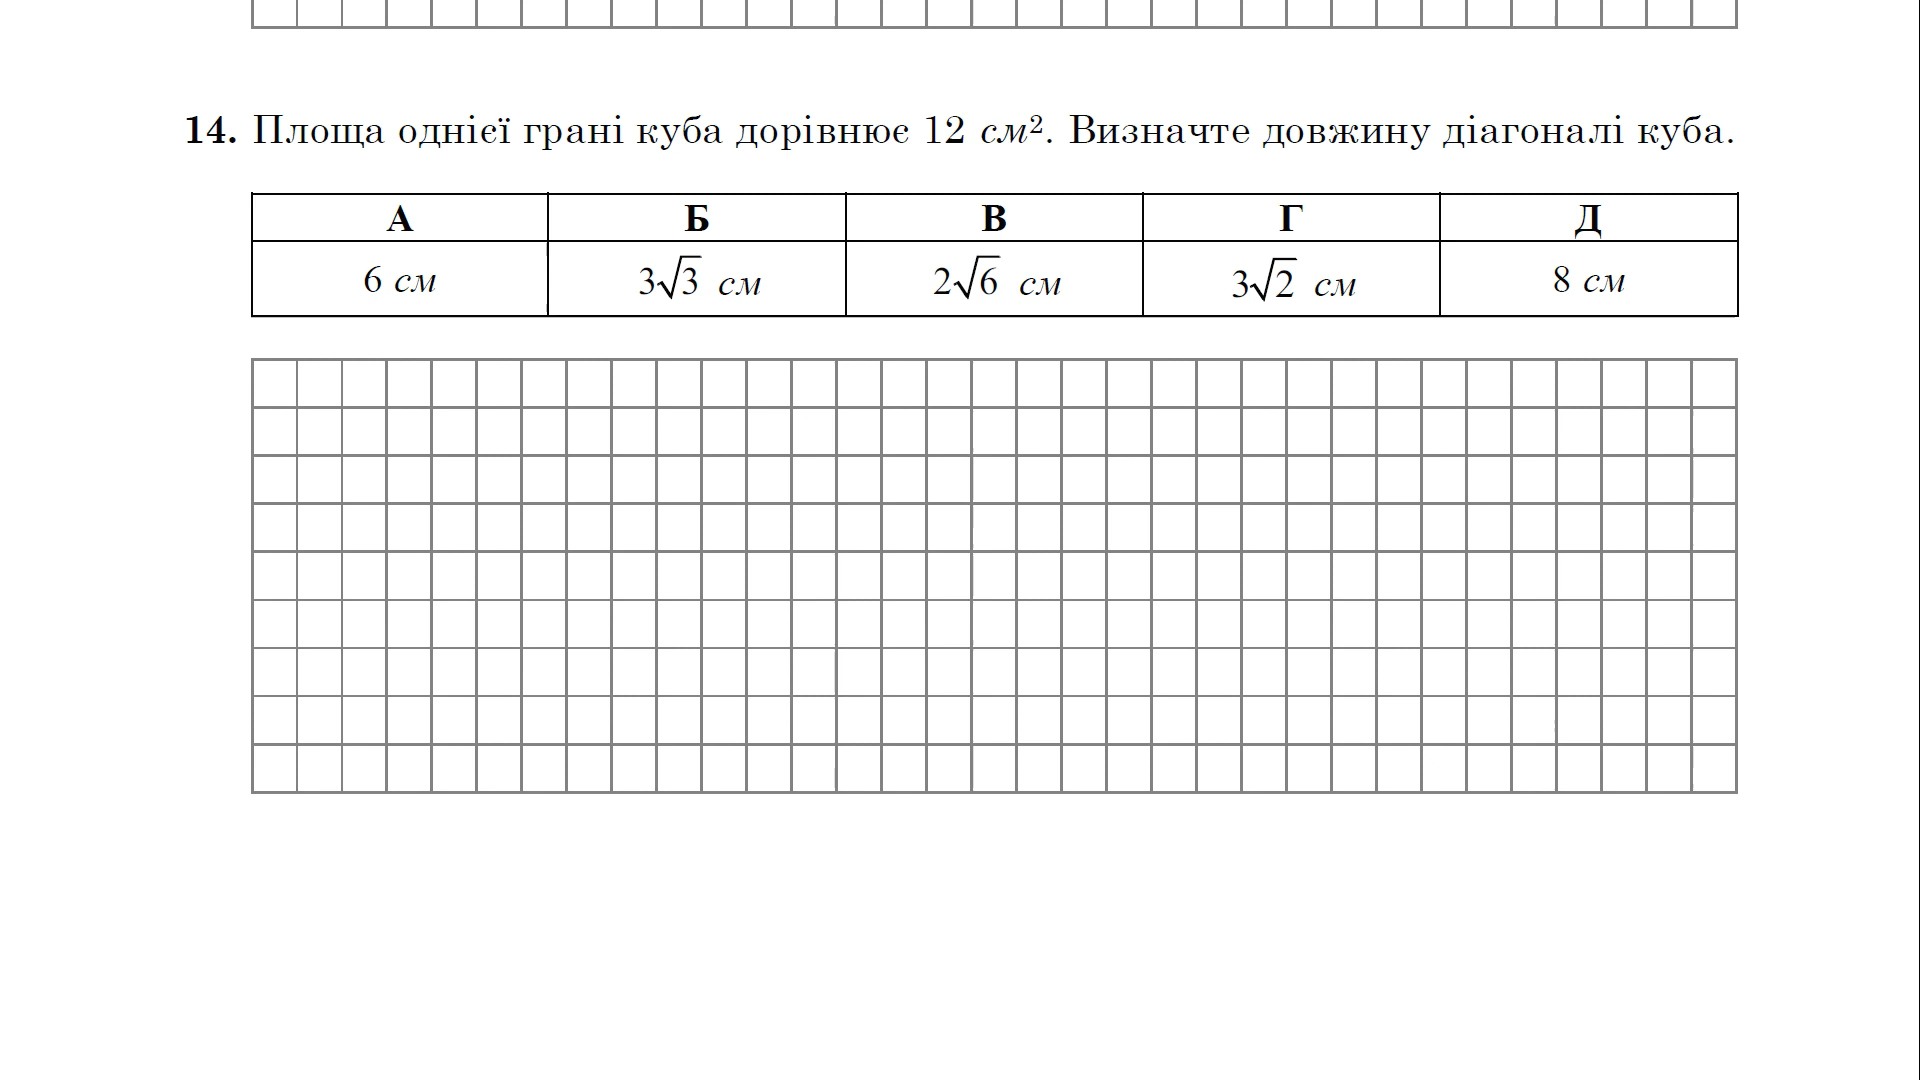 14. Площа однієї грані куба дорівнює 12 см². Визначте довжину діагоналі куба.
А Б В Г Д
6 см 3√3 см 2√6 см 3√2 см 8 см